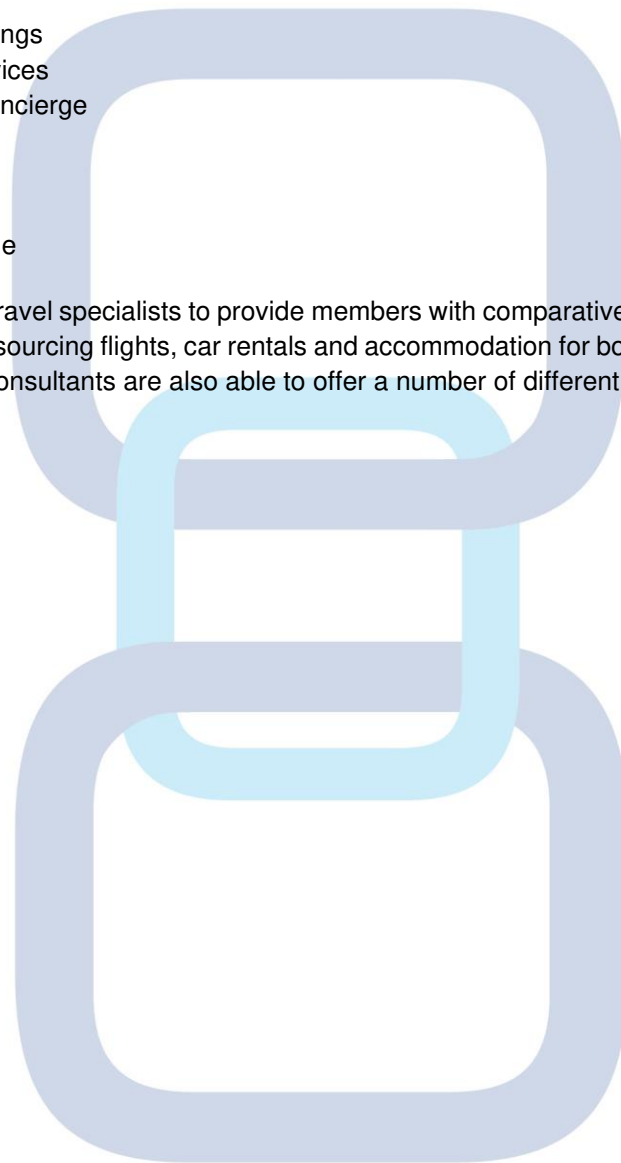 ngs
ices
ncierge
e
ravel specialists to provide members with comparative
sourcing flights, car rentals and accommodation for bo
onsultants are also able to offer a number of different